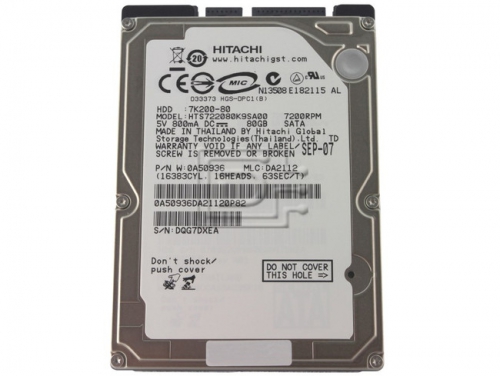 HITACHI
www.hitachigst.com
20
MIC
N13508 E182115 AL
D33373 HGS-DPC1(B)
HDD : 7K200-80
MODEL: HTS722080K9SA00 7200RPM
5V 800mA DC 80GB SATA
MADE IN THAILAND BY Hitachi Global
Storage Technologies(Thailand) Ltd. TD
WARRANTY VOID IF ANY LABEL/
SCREW IS REMOVED OR BROKEN
SEP-07
P/N W: 0A50936 MLC: DA2112
(16383CYL. 16HEADS. 63SEC/T)
0A50936DA21120P82
S/N: DQG7DXEA
Don't shock/
push cover
DO NOT COVER
THIS HOLE
SATA